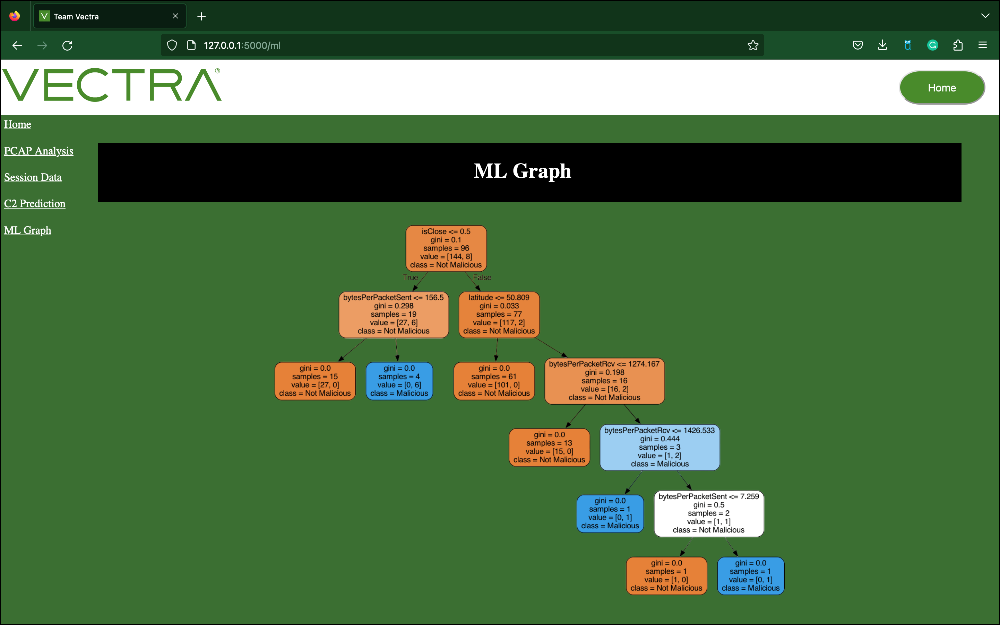 Team Vectra
127.0.0.1:5000/ml
VECTRA®
Home
Home
PCAP Analysis
Session Data
C2 Prediction
ML Graph
ML Graph
isClose <= 0.5
gini = 0.1
samples = 96
value = [144, 8]
class = Not Malicious
True
False
bytesPerPacketSent <= 156.5
gini = 0.298
samples = 19
value = [27, 6]
class = Not Malicious
latitude <= 50.809
gini = 0.033
samples = 77
value = [117, 2]
class = Not Malicious
gini = 0.0
samples = 15
value = [27, 0]
class = Not Malicious
gini = 0.0
samples = 4
value = [0, 6]
class = Malicious
gini = 0.0
samples = 61
value = [101, 0]
class = Not Malicious
bytesPerPacketRcv <= 1274.167
gini = 0.198
samples = 16
value = [16, 2]
class = Not Malicious
gini = 0.0
samples = 13
value = [15, 0]
class = Not Malicious
bytesPerPacketRcv <= 1426.533
gini = 0.444
samples = 3
value = [1, 2]
class = Malicious
gini = 0.0
samples = 1
value = [0, 1]
class = Malicious
bytesPerPacketSent <= 7.259
gini = 0.5
samples = 2
value = [1, 1]
class = Not Malicious
gini = 0.0
samples = 1
value = [1, 0]
class = Not Malicious
gini = 0.0
samples = 1
value = [0, 1]
class = Malicious